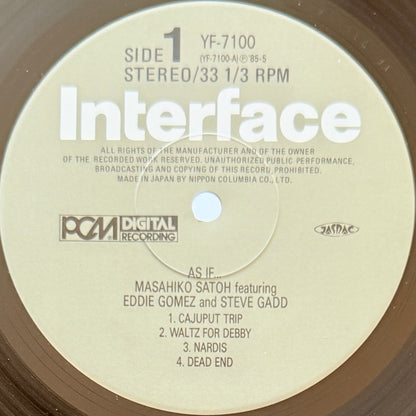 SIDE 1 YF-7100
(YF-7100-A)Ⓟ'85-5
STEREO/33 1/3 RPM
Interface
ALL RIGHTS OF THE MANUFACTURER AND OF THE OWNER
OF THE RECORDED WORK RESERVED. UNAUTHORIZED PUBLIC PERFORMANCE,
BROADCASTING AND COPYING OF THIS RECORD PROHIBITED.
MADE IN JAPAN BY NIPPON COLUMBIA CO., LTD.
PCM DIGITAL
RECORDING
JASRAC
AS IF...
MASAHIKO SATOH featuring
EDDIE GOMEZ and STEVE GADD
1. CAJUPUT TRIP
2. WALTZ FOR DEBBY
3. NARDIS
4. DEAD END